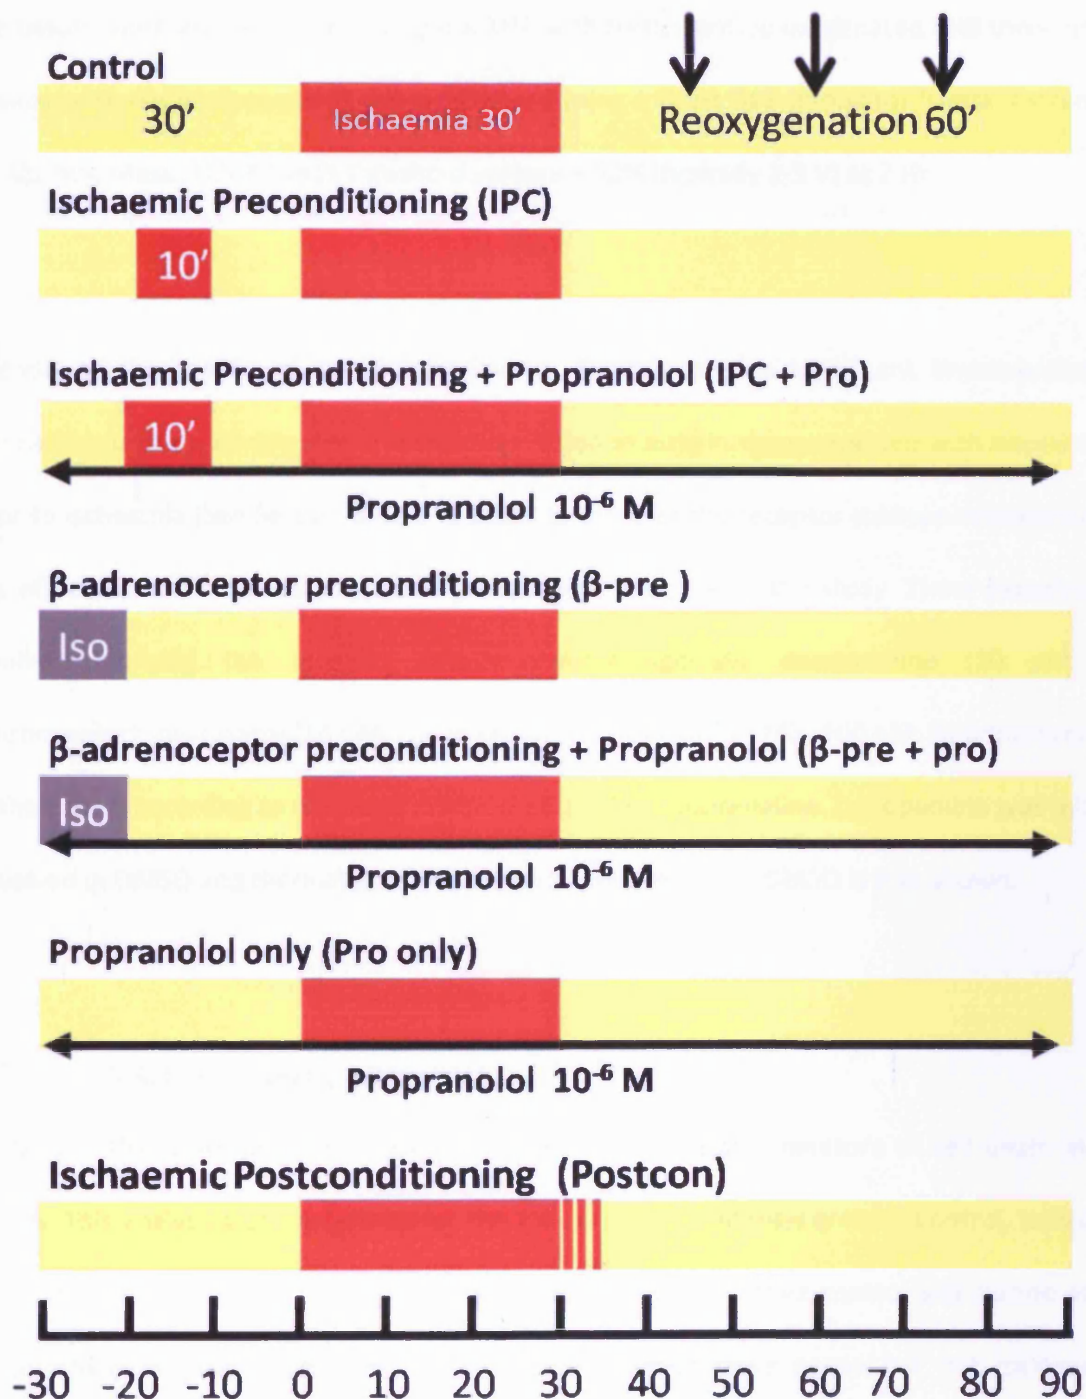 Control
30’ Ischaemia 30’ Reoxygenation 60’
Ischaemic Preconditioning (IPC)
10’
Ischaemic Preconditioning + Propranolol (IPC + Pro)
10’
Propranolol 10⁻⁶ M
β-adrenoceptor preconditioning (β-pre )
Iso
β-adrenoceptor preconditioning + Propranolol (β-pre + pro)
Iso
Propranolol 10⁻⁶ M
Propranolol only (Pro only)
Propranolol 10⁻⁶ M
Ischaemic Postconditioning (Postcon)
-30 -20 -10 0 10 20 30 40 50 60 70 80 90